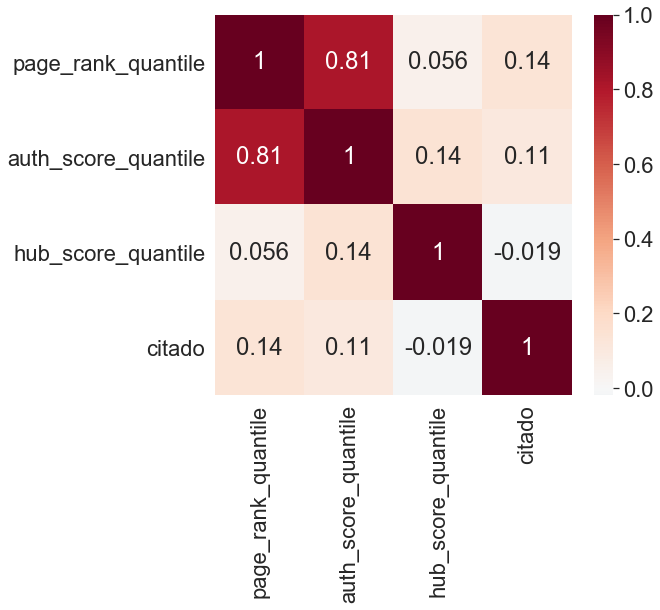 page_rank_quantile 1 0.81 0.056 0.14
auth_score_quantile 0.81 1 0.14 0.11
hub_score_quantile 0.056 0.14 1 -0.019
citado 0.14 0.11 -0.019 1
page_rank_quantile
auth_score_quantile
hub_score_quantile
citado
1.0
0.8
0.6
0.4
0.2
0.0